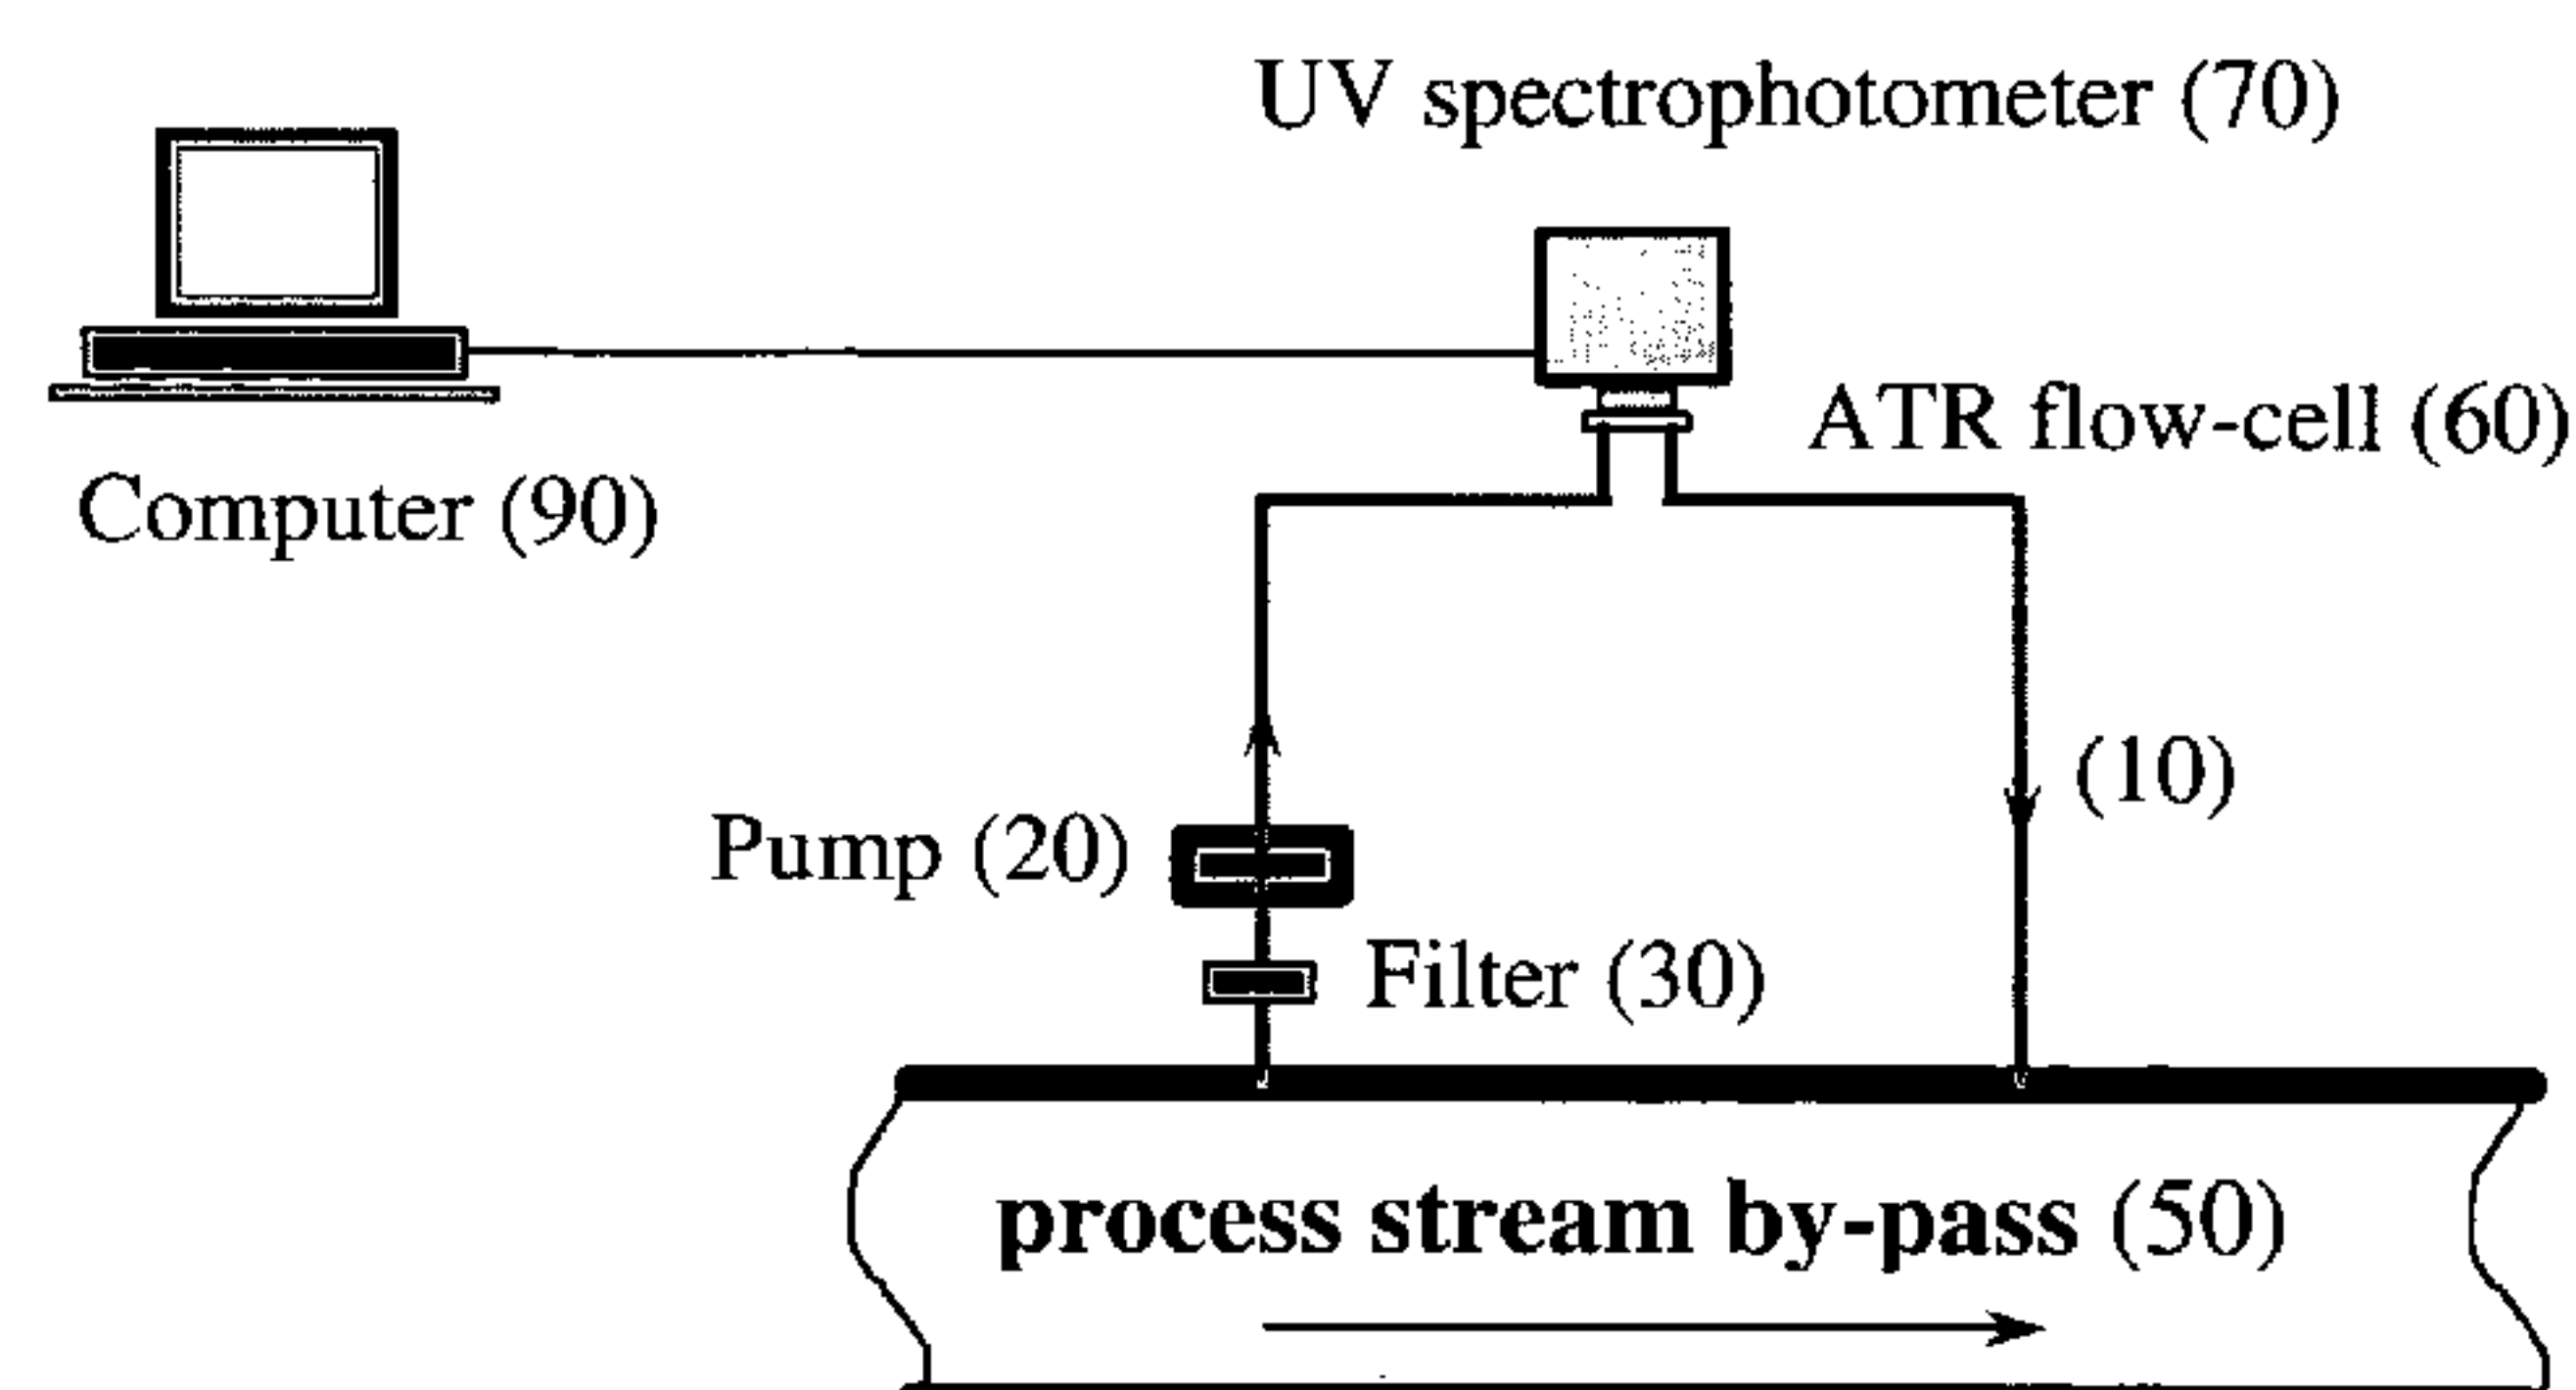 UV spectrophotometer (70)
ATR flow-cell (60)
Computer (90)
(10)
Pump (20)
Filter (30)
process stream by-pass (50)